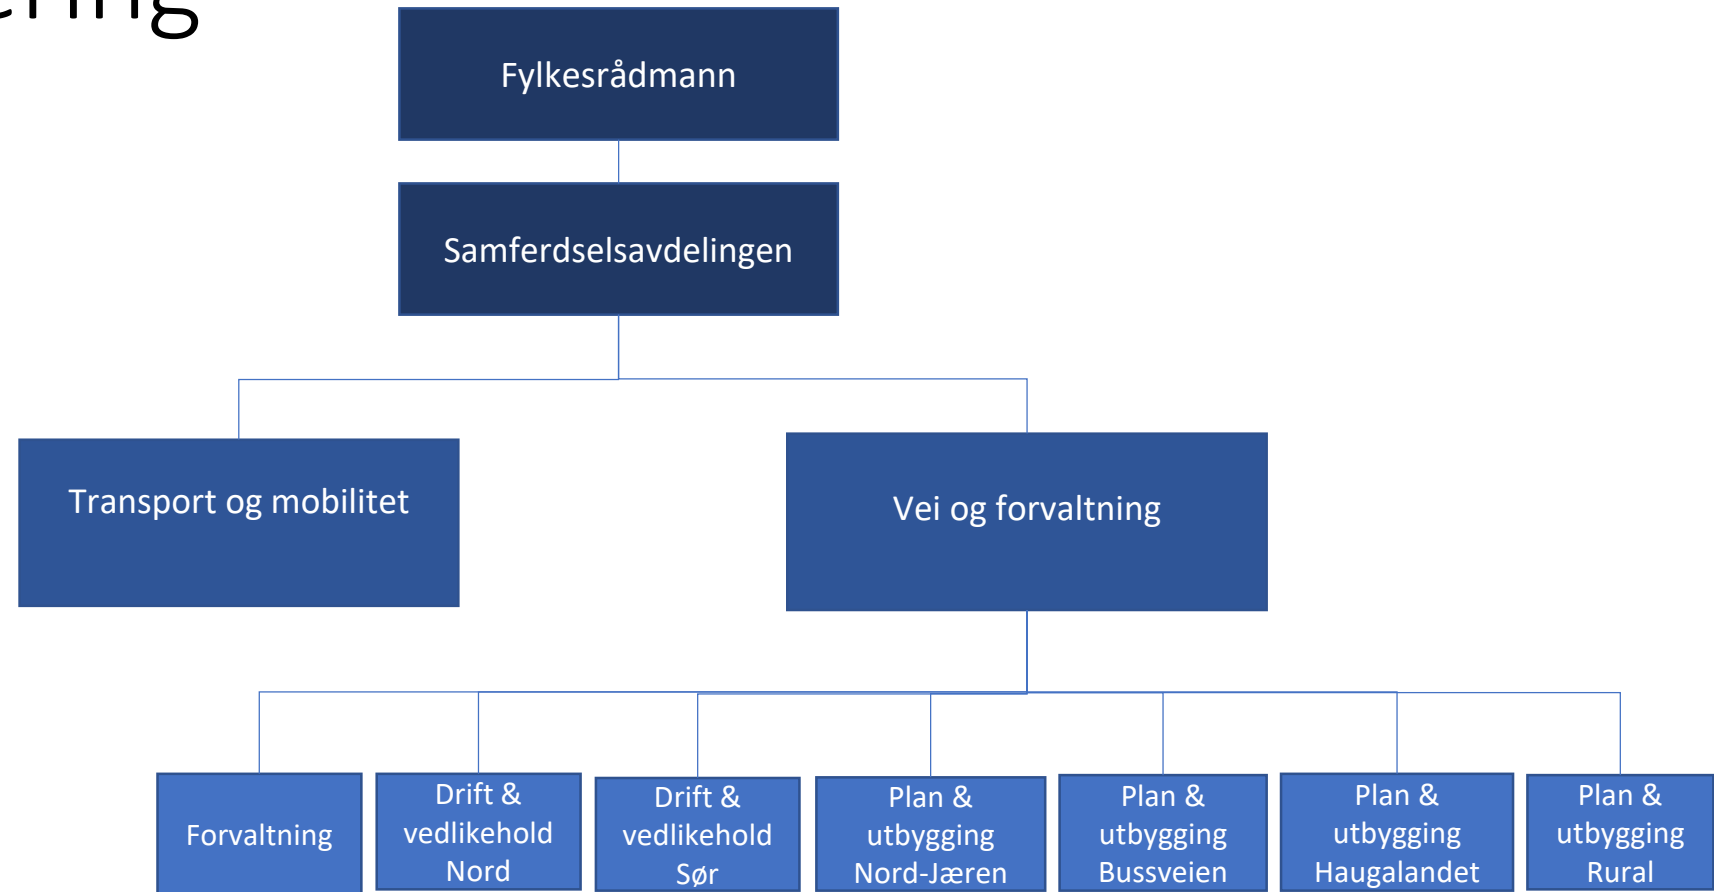 Fylkesrådmann
Samferdselsavdelingen
Transport og mobilitet
Vei og forvaltning
Forvaltning
Drift &
vedlikehold
Nord
Drift &
vedlikehold
Sør
Plan &
utbygging
Nord-Jæren
Plan &
utbygging
Bussveien
Plan &
utbygging
Haugalandet
Plan &
utbygging
Rural